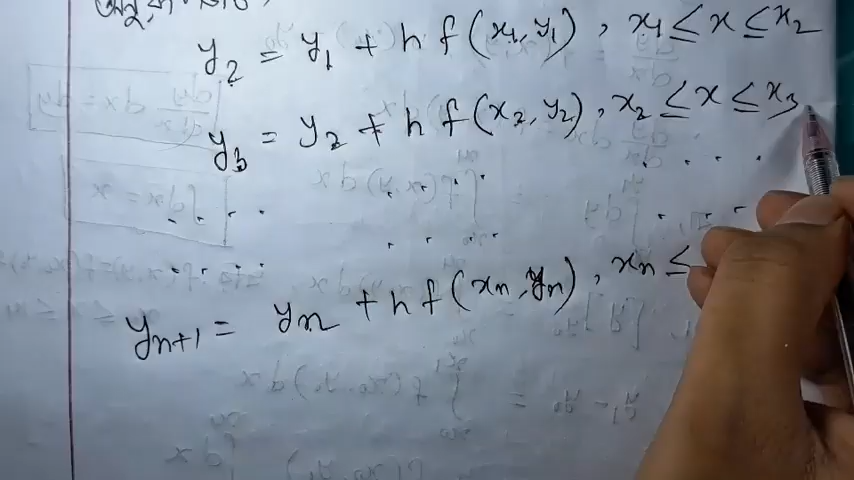 y₂ = y₁ + h f(x₁, y₁), x₁ ≤ x ≤ x₂
y₃ = y₂ + h f(x₂, y₂), x₂ ≤ x ≤ x₃
yₙ₊₁ = yₙ + h f(xₙ, yₙ), xₙ ≤